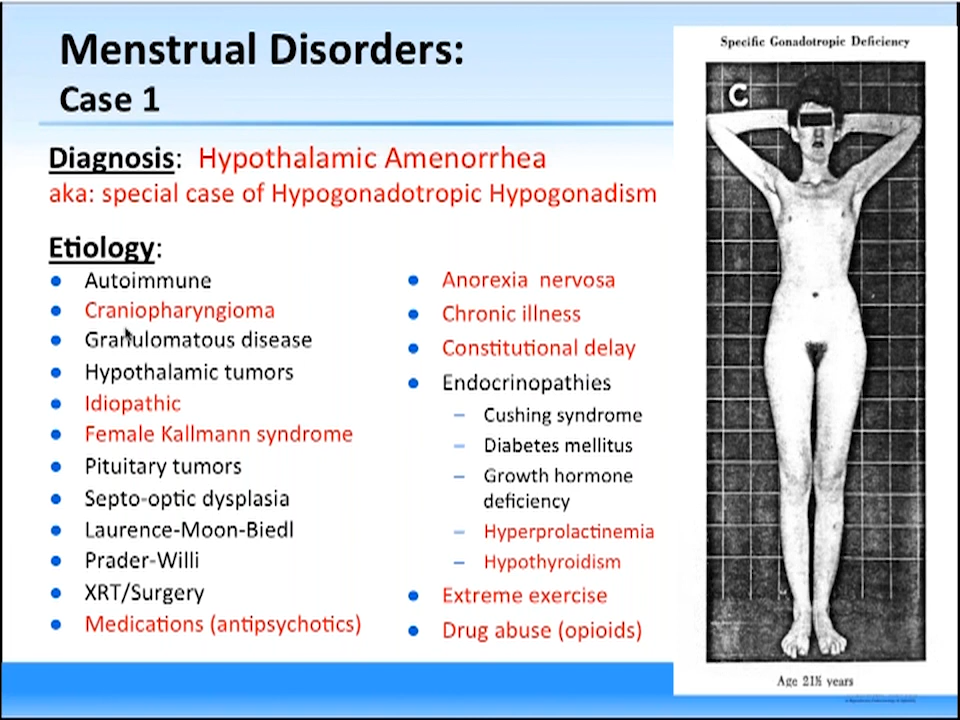 Menstrual Disorders:
Case 1
Diagnosis: Hypothalamic Amenorrhea
aka: special case of Hypogonadotropic Hypogonadism
Etiology:
Autoimmune
Craniopharyngioma
Granulomatous disease
Hypothalamic tumors
Idiopathic
Female Kallmann syndrome
Pituitary tumors
Septo-optic dysplasia
Laurence-Moon-Biedl
Prader-Willi
XRT/Surgery
Medications (antipsychotics)
Anorexia nervosa
Chronic illness
Constitutional delay
Endocrinopathies
– Cushing syndrome
– Diabetes mellitus
– Growth hormone
deficiency
– Hyperprolactinemia
– Hypothyroidism
Extreme exercise
Drug abuse (opioids)
Specific Gonadotropic Deficiency
C
Age 21½ years